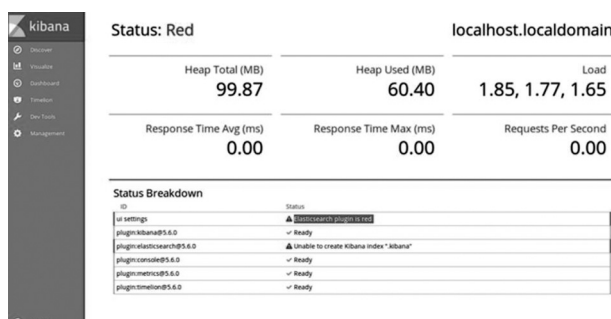 kibana
Status: Red
localhost.localdomain
Discover
Visualize
Dashboard
Timelion
Dev Tools
Management
Heap Total (MB)
99.87
Heap Used (MB)
60.40
Load
1.85, 1.77, 1.65
Response Time Avg (ms)
0.00
Response Time Max (ms)
0.00
Requests Per Second
0.00
Status Breakdown
ID Status
ui settings Elasticsearch plugin is red
plugin:kibana@5.6.0 Ready
plugin:elasticsearch@5.6.0 Unable to create Kibana index ".kibana"
plugin:console@5.6.0 Ready
plugin:metrics@5.6.0 Ready
plugin:timelion@5.6.0 Ready